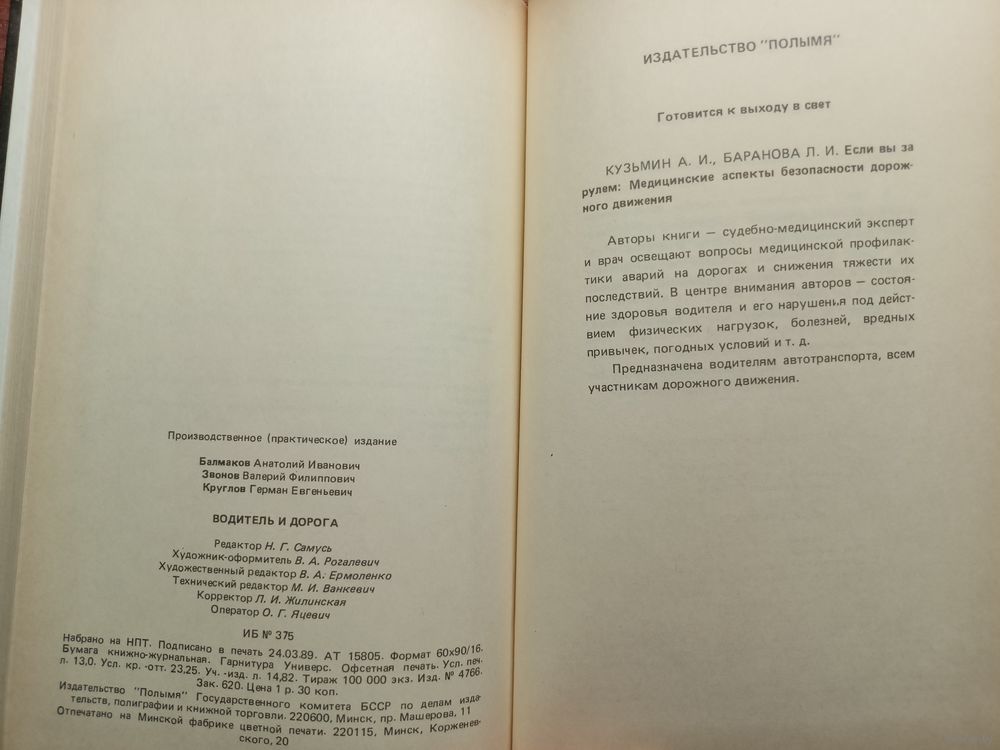 Производственное (практическое) издание
Балмаков Анатолий Иванович
Звонов Валерий Филиппович
Круглов Герман Евгеньевич
ВОДИТЕЛЬ И ДОРОГА
Редактор Н. Г. Самусь
Художник-оформитель В. А. Рогалевич
Художественный редактор В. А. Ермоленко
Технический редактор М. И. Ванкевич
Корректор Л. И. Жилинская
Оператор О. Г. Яцевич
ИБ № 375
Набрано на НПТ. Подписано в печать 24.03.89. АТ 15805. Формат 60х90/16.
Бумага книжно-журнальная. Гарнитура Универс. Офсетная печать. Усл. печ.
л. 13,0. Усл. кр. -отт. 23,25. Уч. -изд. л. 14,82. Тираж 100 000 экз. Изд. № 4766.
Зак. 620. Цена 1 р. 30 коп.
Издательство "Полымя" Государственного комитета БССР по делам изда-
тельств, полиграфии и книжной торговли. 220600, Минск, пр. Машерова, 11
Отпечатано на Минской фабрике цветной печати. 220115, Минск, Корженев-
ского, 20
ИЗДАТЕЛЬСТВО "ПОЛЫМЯ"
Готовится к выходу в свет
КУЗЬМИН А. И., БАРАНОВА Л. И. Если вы за
рулем: Медицинские аспекты безопасности дорож-
ного движения
Авторы книги — судебно-медицинский эксперт
и врач освещают вопросы медицинской профилак-
тики аварий на дорогах и снижения тяжести их
последствий. В центре внимания авторов — состоя-
ние здоровья водителя и его нарушения под дейст-
вием физических нагрузок, болезней, вредных
привычек, погодных условий и т. д.
Предназначена водителям автотранспорта, всем
участникам дорожного движения.